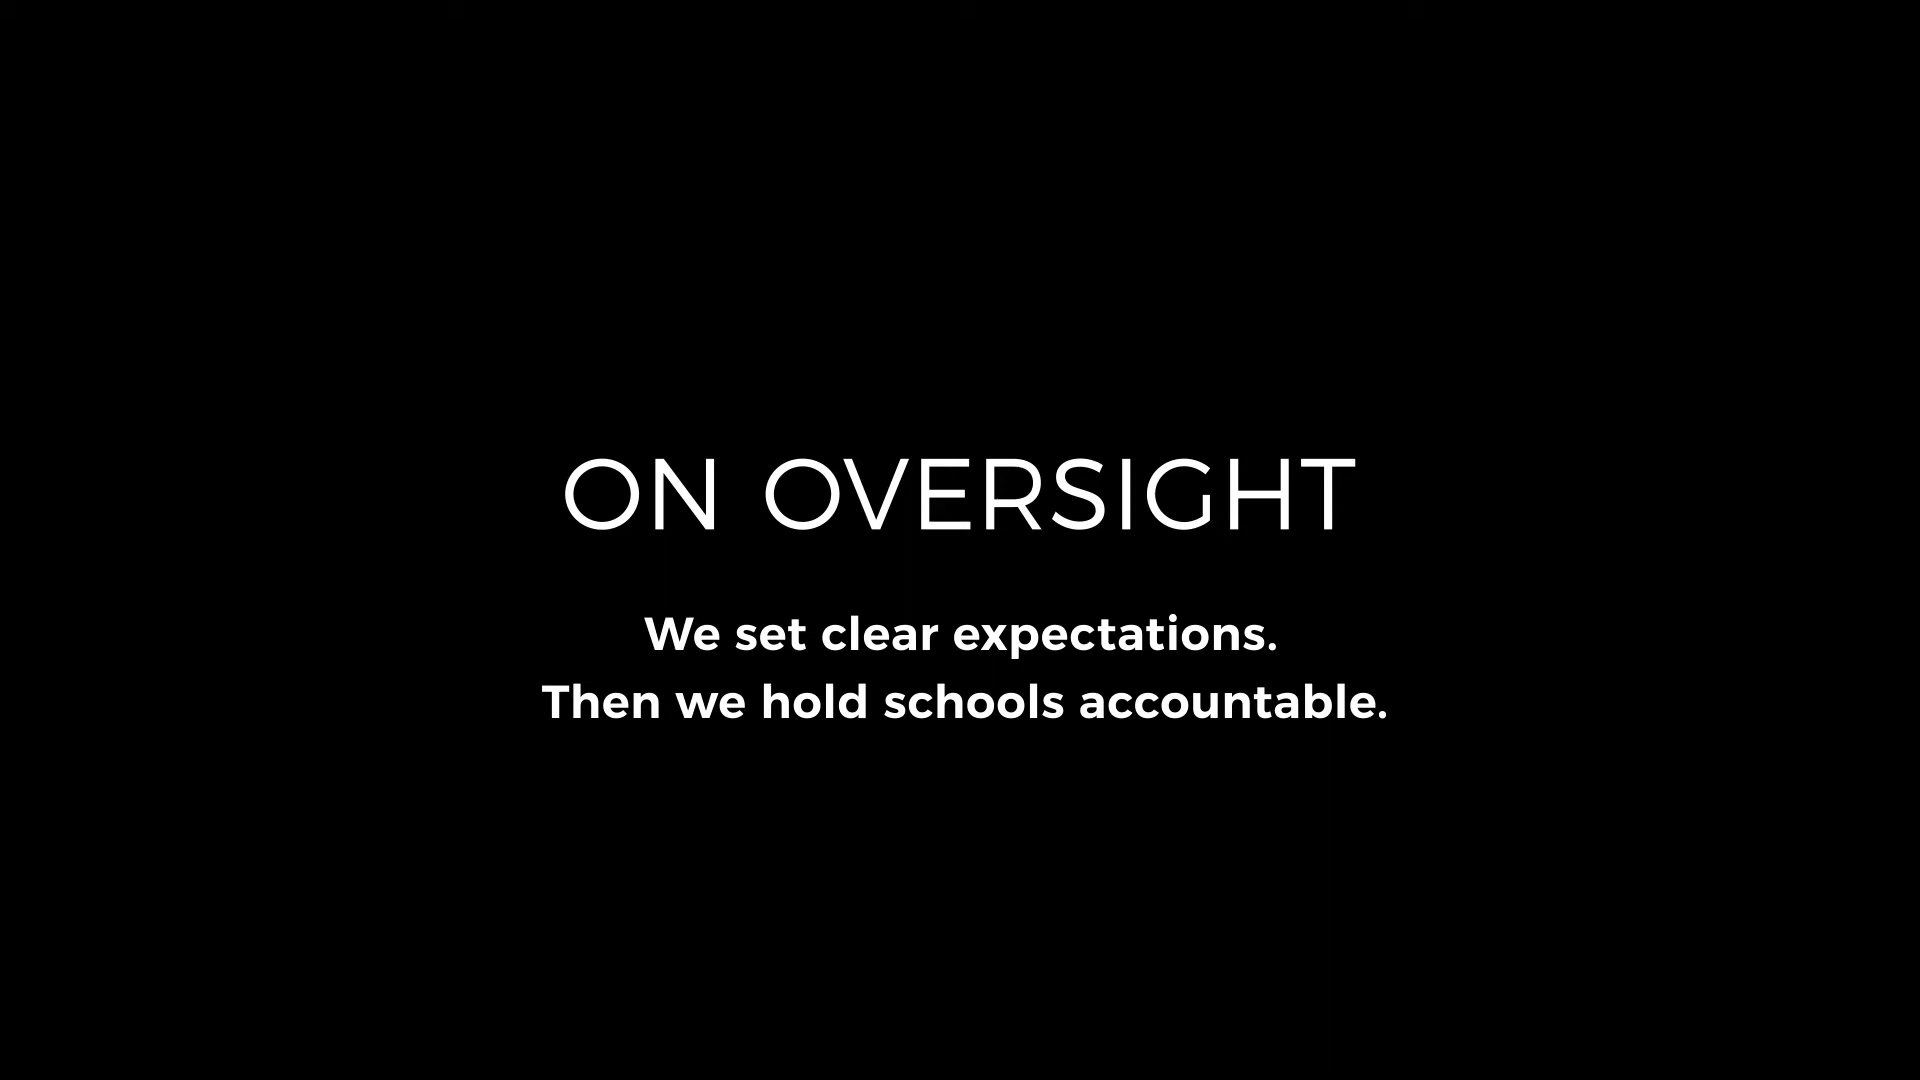 ON OVERSIGHT
We set clear expectations.
Then we hold schools accountable.